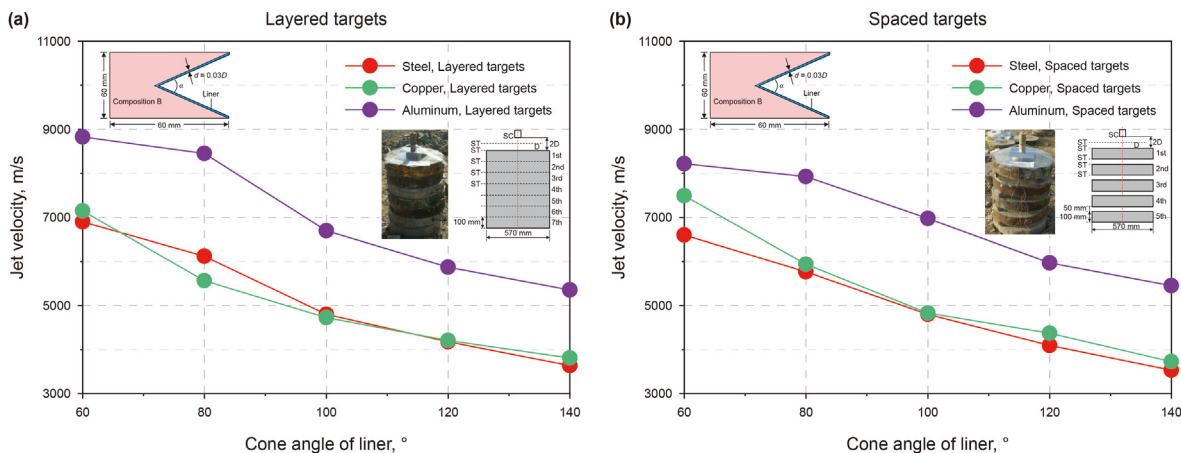 (a)
Layered targets
11000
9000
7000
5000
3000
Jet velocity, m/s
60
80
100
120
140
Cone angle of liner, °
60 mm
Composition B
α
d = 0.03D
Liner
60 mm
Steel, Layered targets
Copper, Layered targets
Aluminum, Layered targets
SC
2D
D
ST
ST
ST
ST
ST
1st
2nd
3rd
4th
5th
6th
7th
100 mm
570 mm
(b)
Spaced targets
11000
9000
7000
5000
3000
Jet velocity, m/s
60
80
100
120
140
Cone angle of liner, °
60 mm
Composition B
α
d = 0.03D
Liner
60 mm
Steel, Spaced targets
Copper, Spaced targets
Aluminum, Spaced targets
SC
2D
D
ST
ST
ST
ST
ST
1st
2nd
3rd
4th
5th
50 mm
100 mm
570 mm